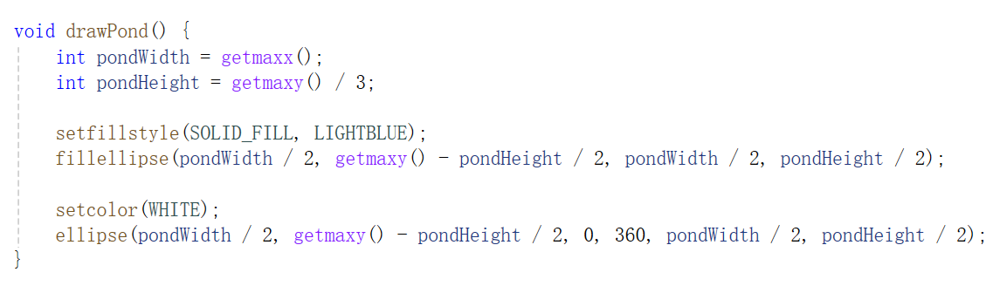 void drawPond() {
    int pondWidth = getmaxx();
    int pondHeight = getmaxy() / 3;

    setfillstyle(SOLID_FILL, LIGHTBLUE);
    fillellipse(pondWidth / 2, getmaxy() - pondHeight / 2, pondWidth / 2, pondHeight / 2);

    setcolor(WHITE);
    ellipse(pondWidth / 2, getmaxy() - pondHeight / 2, 0, 360, pondWidth / 2, pondHeight / 2);
}